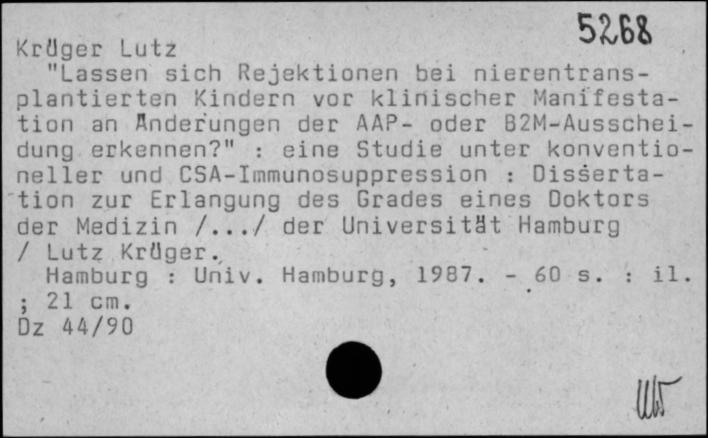 5268
Krüger Lutz
"Lassen sich Rejektionen bei nierentrans-
plantierten Kindern vor klinischer Manifesta-
tion an Änderungen der AAP- oder B2M-Ausschei-
dung erkennen?" : eine Studie unter konventio-
neller und CSA-Immunosuppression : Disserta-
tion zur Erlangung des Grades eines Doktors
der Medizin /.../ der Universität Hamburg
/ Lutz Krüger.
Hamburg : Univ. Hamburg, 1987. - 60 s. : il.
; 21 cm.
Dz 44/90